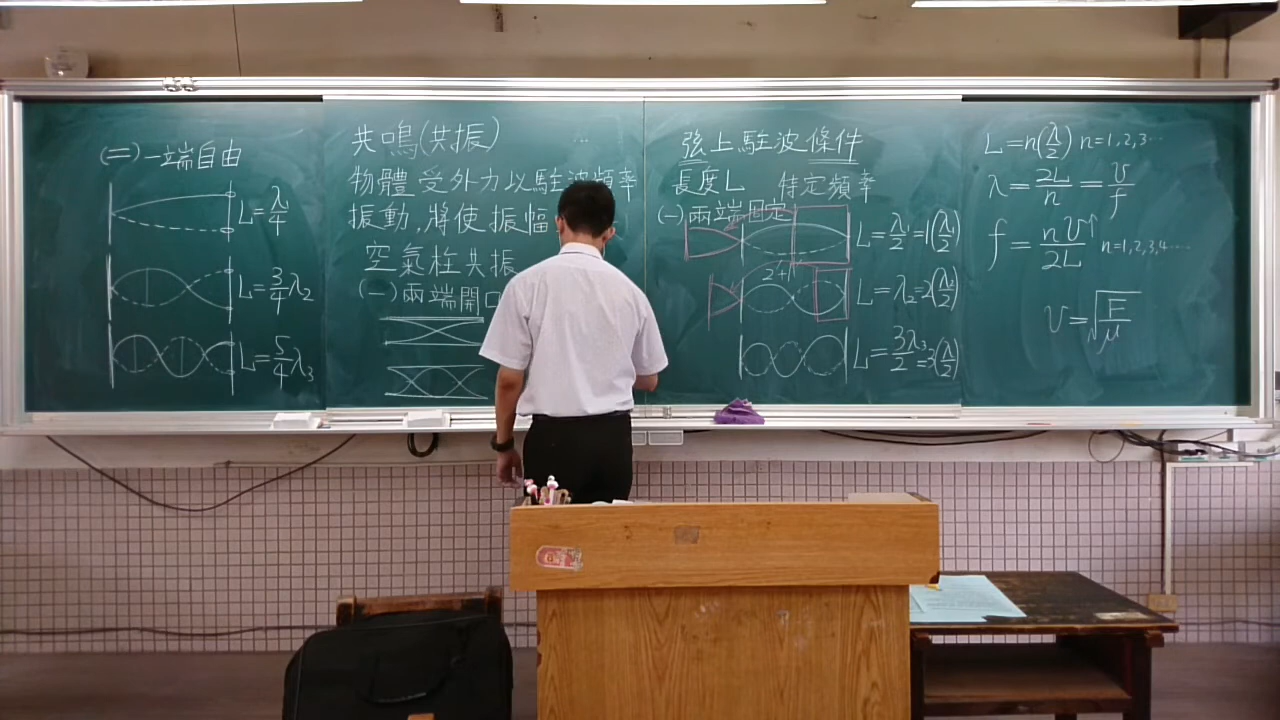 弦上駐波條件
長度L 特定頻率
(一)兩端固定
L=λ₁/2=1(λ₁/2)
2+1
L=λ₂=2(λ₂/2)
L=3λ₃/2=3(λ₃/2)
L=n(λ/2) n=1,2,3…
λ=2L/n=v/f
f=nv↑/2L n=1,2,3,4……
v=√(F/μ)
(二)一端自由
L=λ/4
L=3/4λ₂
L=5/4λ₃
共鳴(共振)
物體受外力以駐波頻率
振動,將使振幅
空氣柱共振
(一)兩端開口